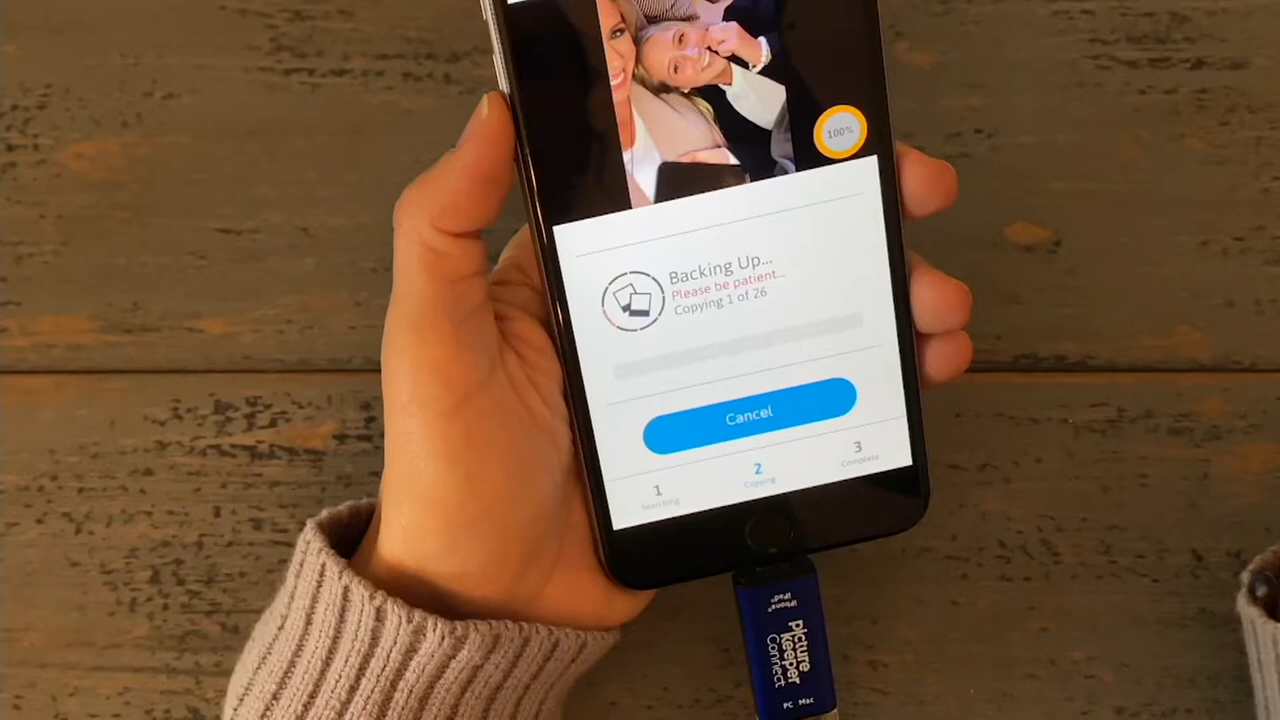 100%
Backing Up...
Please be patient...
Copying 1 of 26
Cancel
1
2
3
Searching
Copying
Complete
iPhone®
iPad®
picture
keeper
Connect
PC Mac